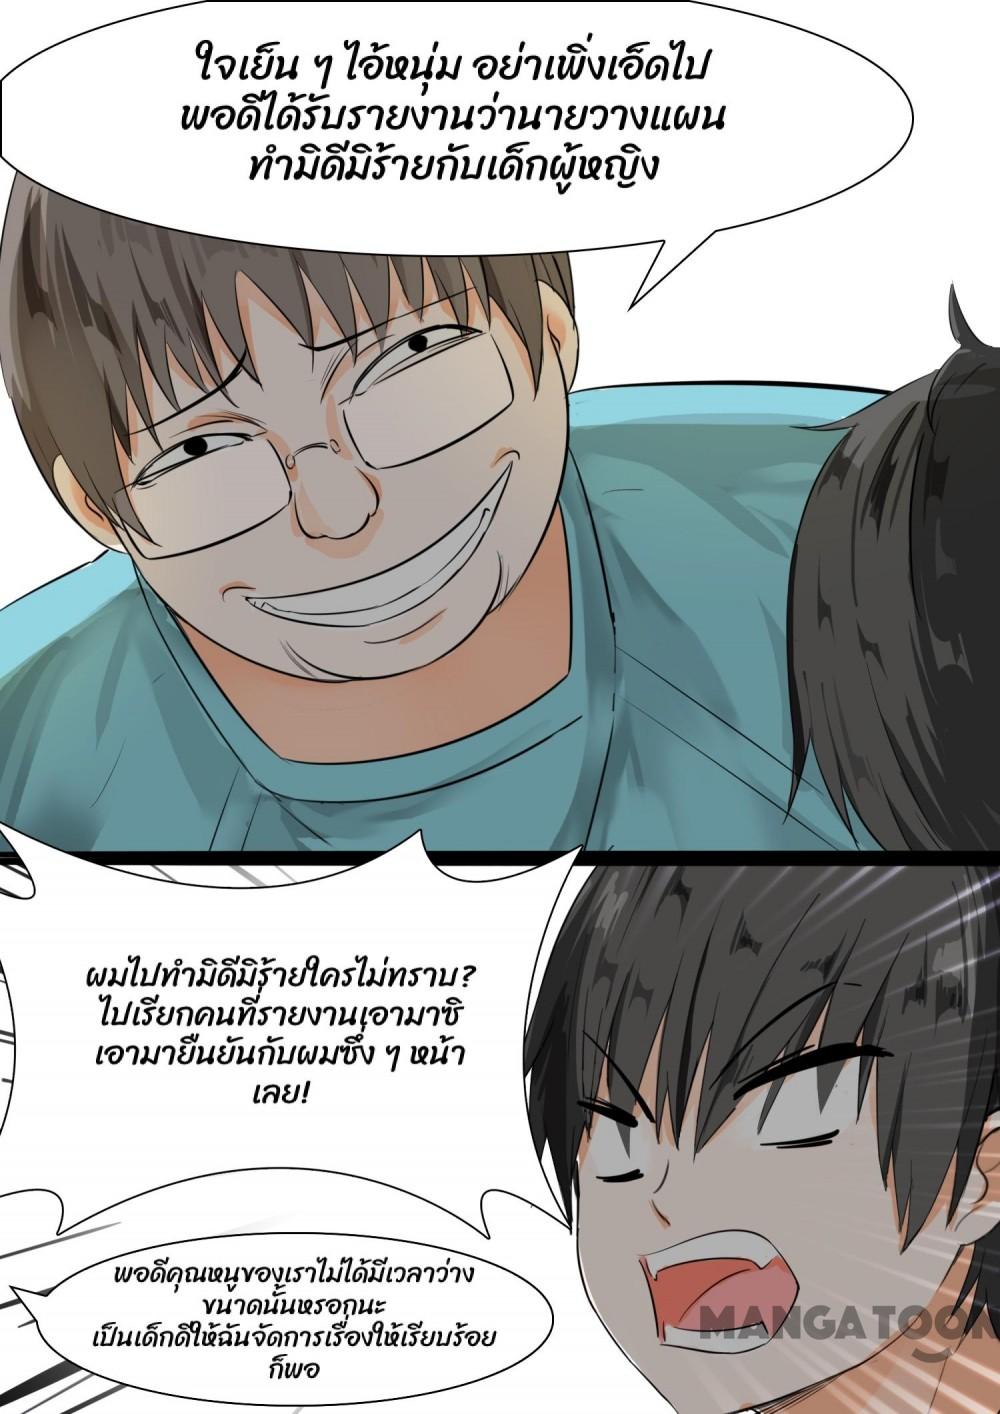 ใจเย็น ๆ ไอ้หนุ่ม อย่าเพิ่งเอ็ดไป
พอดีได้รับรายงานว่านายวางแผน
ทำมิดีมิร้ายกับเด็กผู้หญิง
ผมไปทำมิดีมิร้ายใครไม่ทราบ?
ไปเรียกคนที่รายงานเอามาซิ
เอามายืนยันกับผมซึ่ง ๆ หน้า
เลย!
พอดีคุณหนูของเราไม่ได้มีเวลาว่าง
ขนาดนั้นหรอกนะ
เป็นเด็กดีให้ฉันจัดการเรื่องให้เรียบร้อย
ก็พอ
MANGATOON